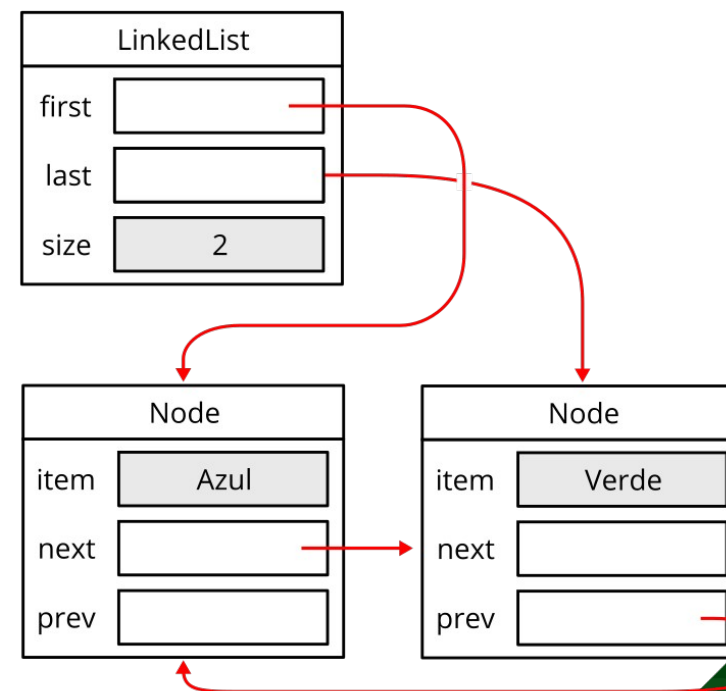 LinkedList
first
last
size 2
Node
item Azul
next
prev
Node
item Verde
next
prev